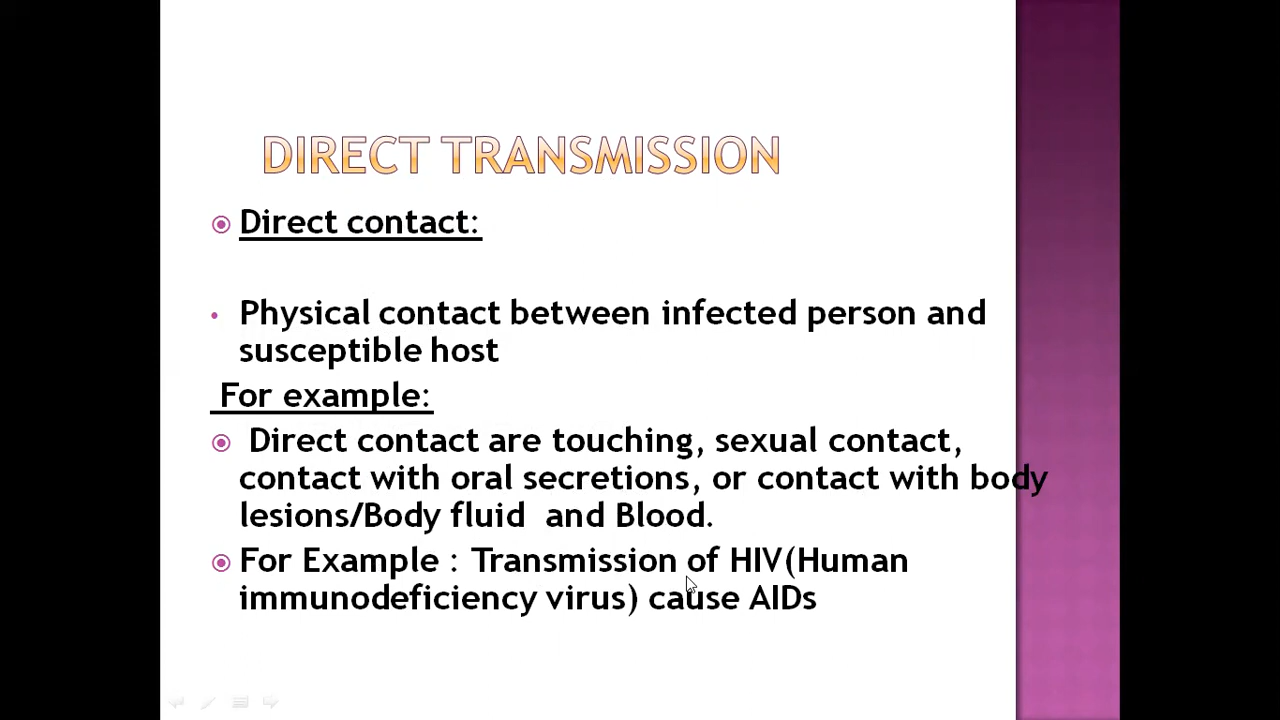 DIRECT TRANSMISSION
Direct contact:
Physical contact between infected person and
susceptible host
For example:
Direct contact are touching, sexual contact,
contact with oral secretions, or contact with body
lesions/Body fluid and Blood.
For Example : Transmission of HIV(Human
immunodeficiency virus) cause AIDs